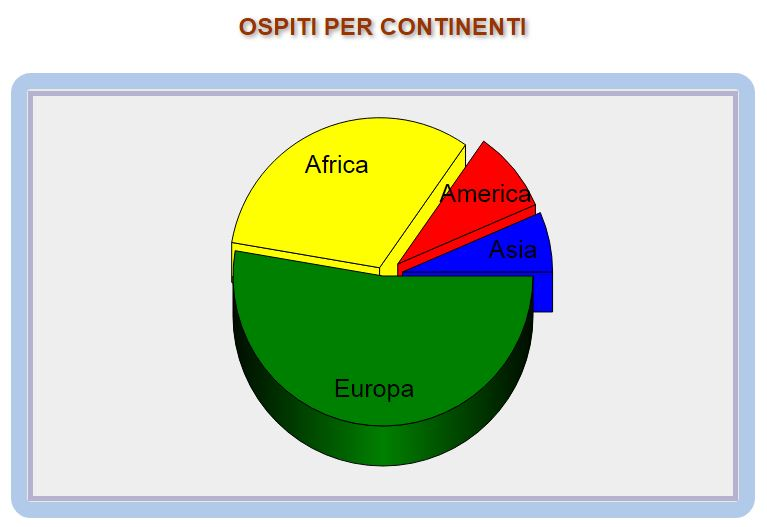 OSPITI PER CONTINENTI
Africa
America
Asia
Europa